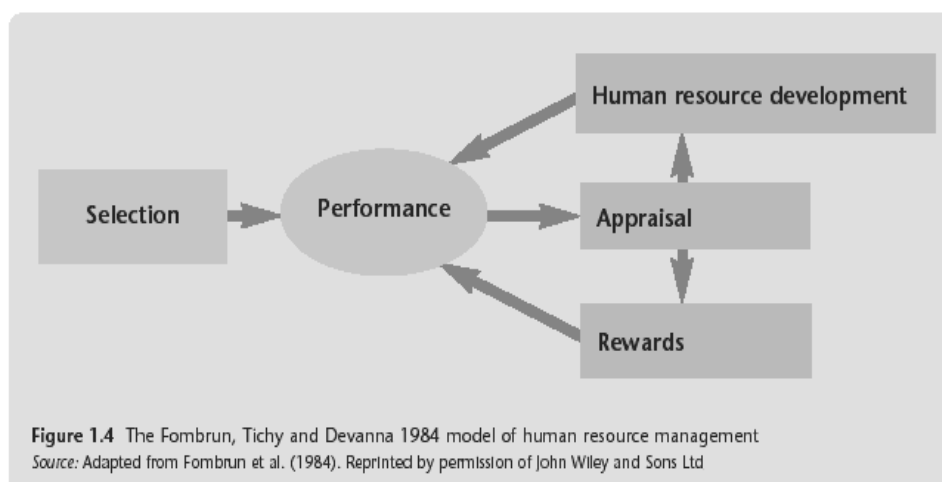 Human resource development
Selection
Performance
Appraisal
Rewards
Figure 1.4 The Fombrun, Tichy and Devanna 1984 model of human resource management
Source: Adapted from Fombrun et al. (1984). Reprinted by permission of John Wiley and Sons Ltd